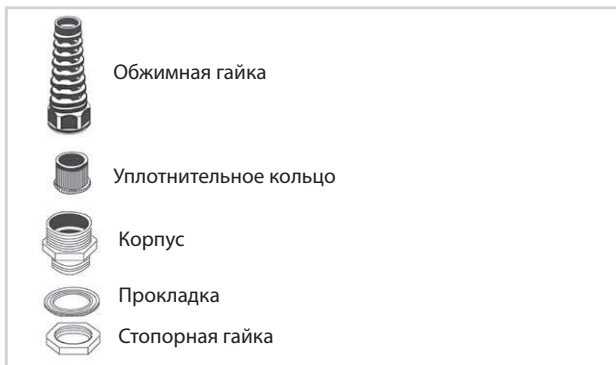 Обжимная гайка
Уплотнительное кольцо
Корпус
Прокладка
Стопорная гайка